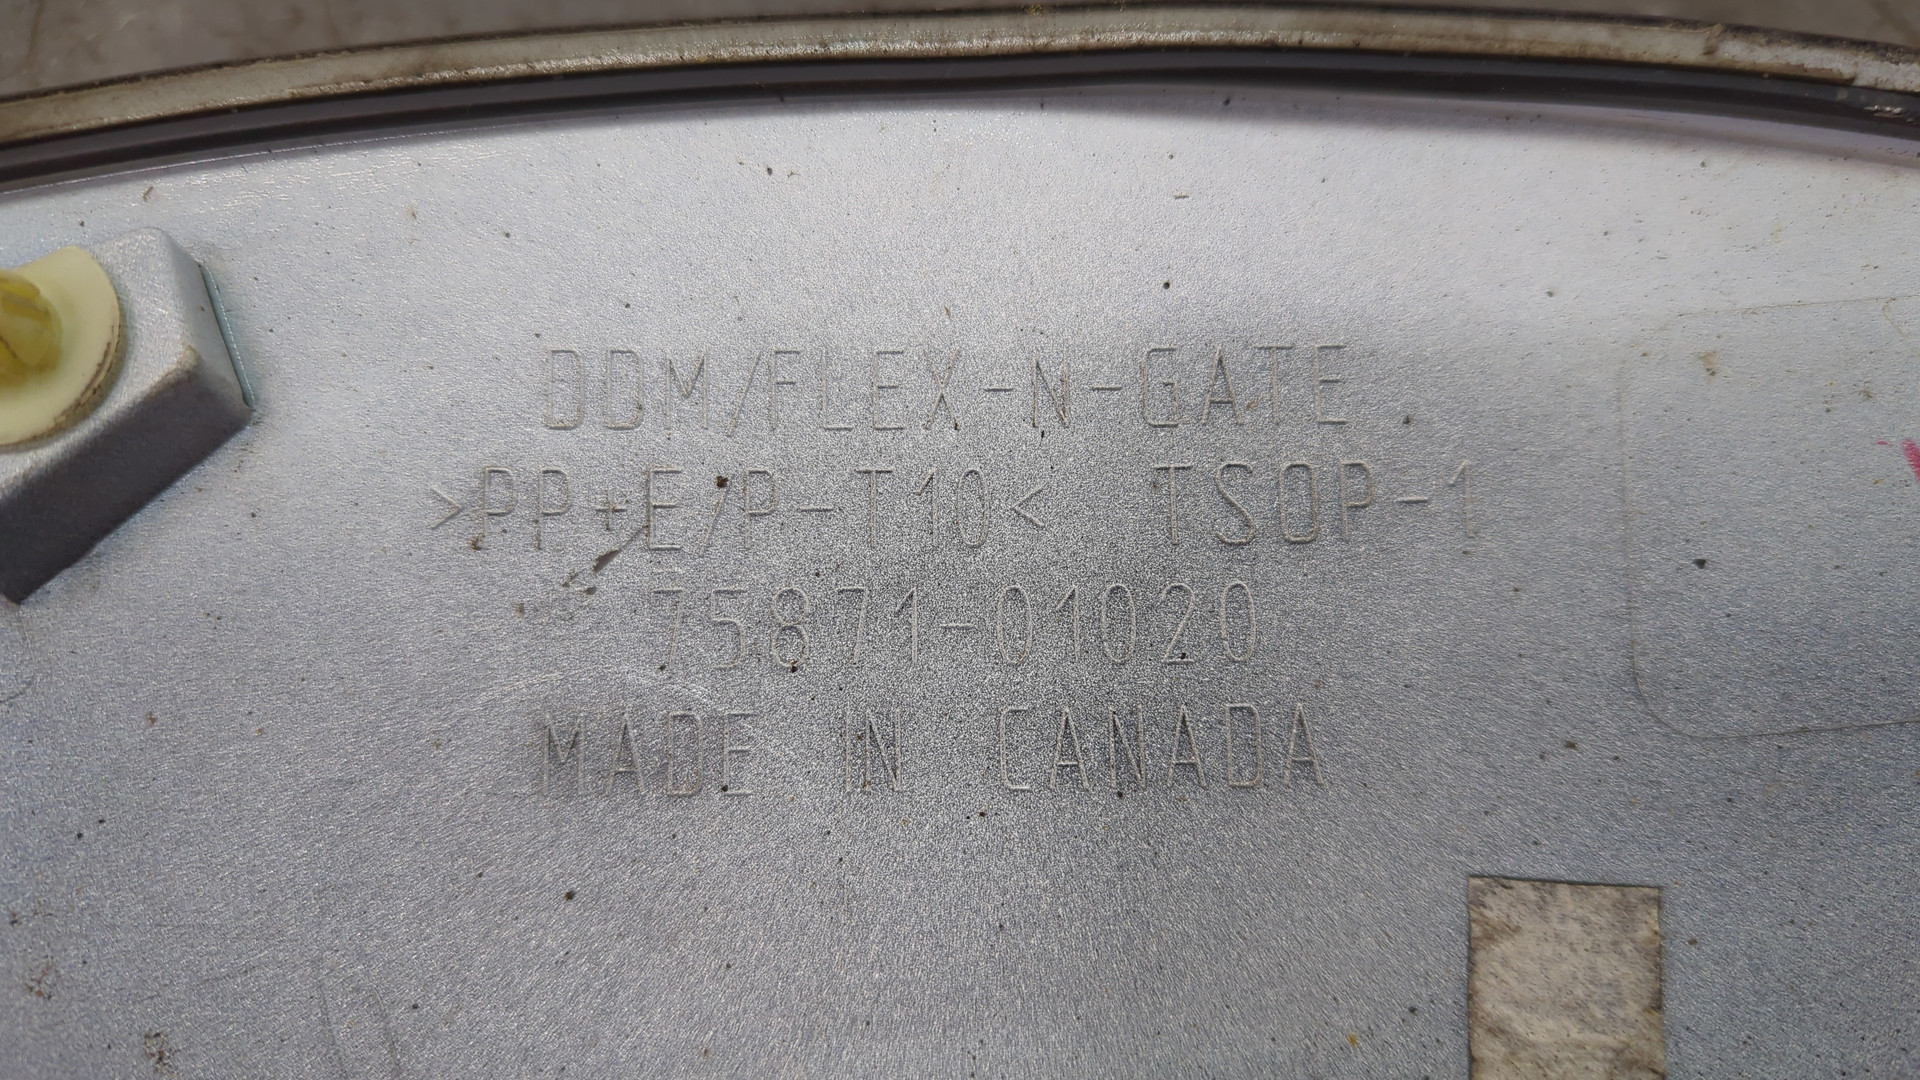 DDM/FLEX-N-GATE
>PP+E/P-T10< TSOP-1
75871-01020
MADE IN CANADA